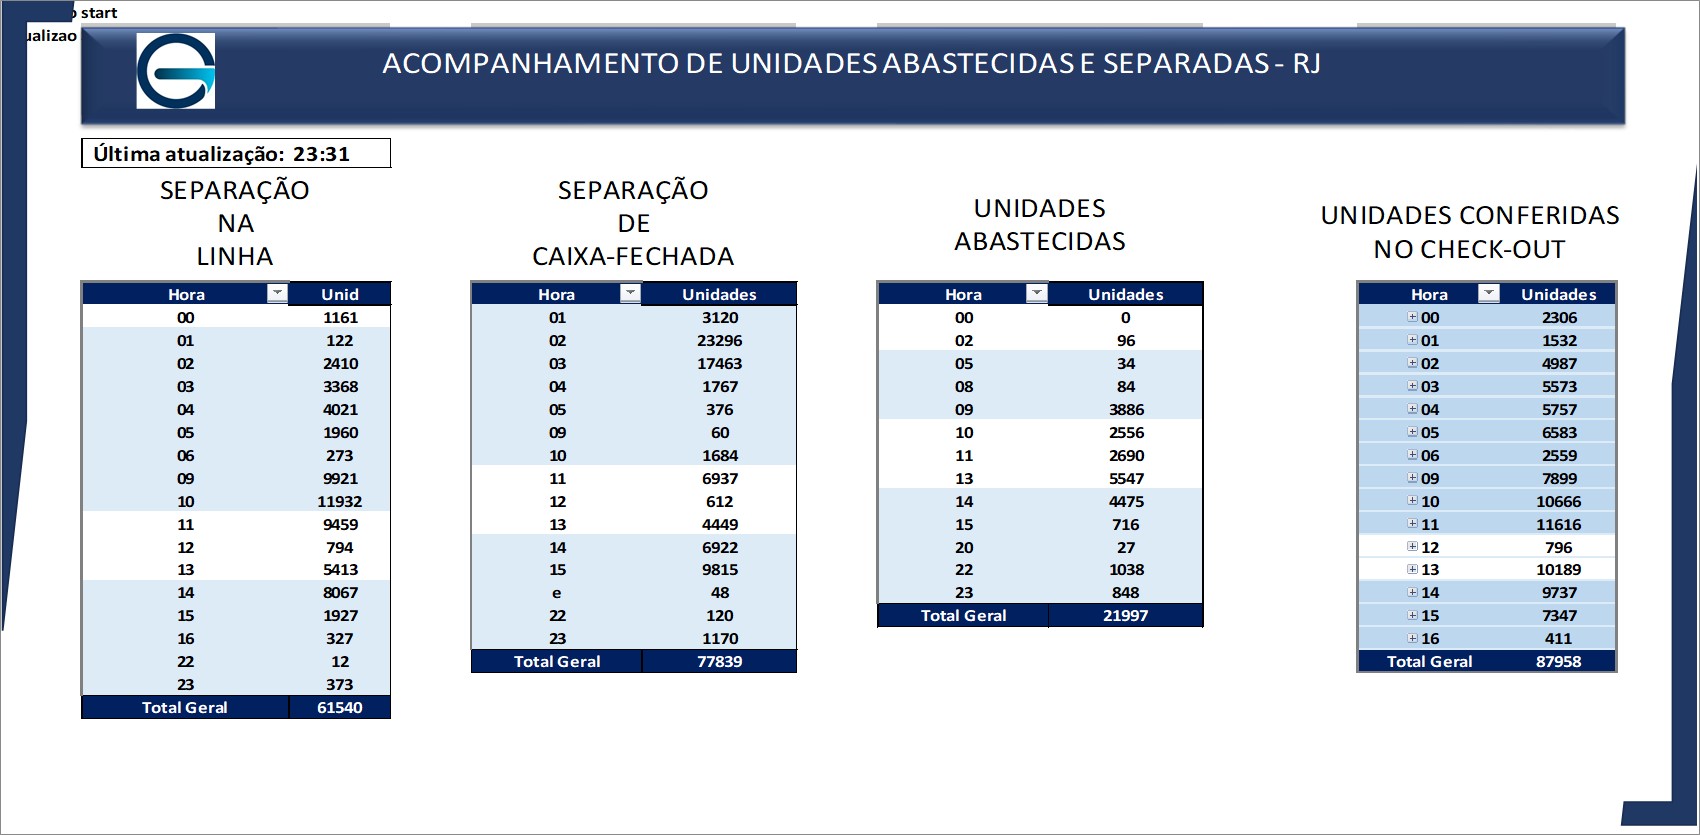 start
ualizao
ACOMPANHAMENTO DE UNIDADES ABASTECIDAS E SEPARADAS - RJ
Última atualização: 23:31
SEPARAÇÃO
NA
LINHA
Hora Unid
00 1161
01 122
02 2410
03 3368
04 4021
05 1960
06 273
09 9921
10 11932
11 9459
12 794
13 5413
14 8067
15 1927
16 327
22 12
23 373
Total Geral 61540
SEPARAÇÃO
DE
CAIXA-FECHADA
Hora Unidades
01 3120
02 23296
03 17463
04 1767
05 376
09 60
10 1684
11 6937
12 612
13 4449
14 6922
15 9815
e 48
22 120
23 1170
Total Geral 77839
UNIDADES
ABASTECIDAS
Hora Unidades
00 0
02 96
05 34
08 84
09 3886
10 2556
11 2690
13 5547
14 4475
15 716
20 27
22 1038
23 848
Total Geral 21997
UNIDADES CONFERIDAS
NO CHECK-OUT
Hora Unidades
00 2306
01 1532
02 4987
03 5573
04 5757
05 6583
06 2559
09 7899
10 10666
11 11616
12 796
13 10189
14 9737
15 7347
16 411
Total Geral 87958